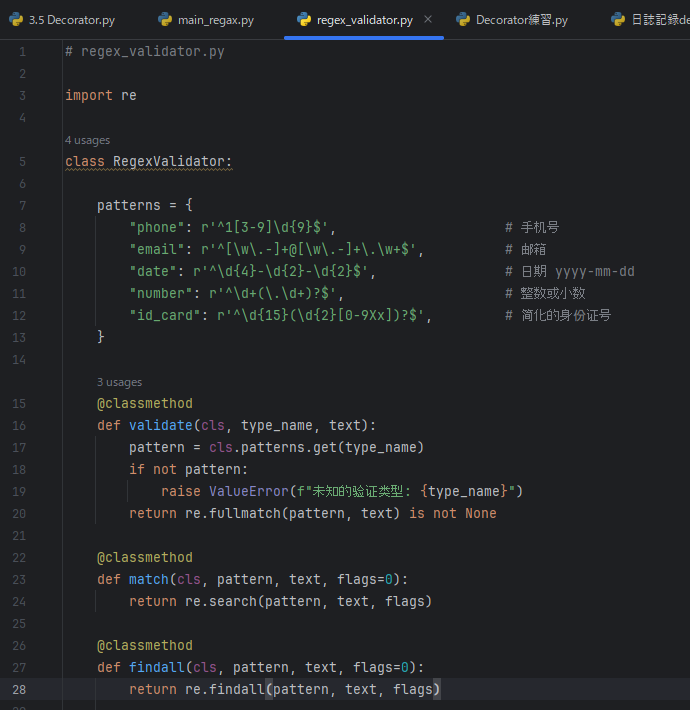 3.5 Decorator.py
main_regax.py
regex_validator.py
Decorator練習.py
日誌記錄de
1 # regex_validator.py
2
3 import re
4
4 usages
5 class RegexValidator:
6
7 patterns = {
8 "phone": r'^1[3-9]\d{9}$', # 手机号
9 "email": r'^[\w\.-]+@[\w\.-]+\.\w+$', # 邮箱
10 "date": r'^\d{4}-\d{2}-\d{2}$', # 日期 yyyy-mm-dd
11 "number": r'^\d+(\.\d+)?$', # 整数或小数
12 "id_card": r'^\d{15}(\d{2}[0-9Xx])?$', # 简化的身份证号
13 }
14
3 usages
15 @classmethod
16 def validate(cls, type_name, text):
17 pattern = cls.patterns.get(type_name)
18 if not pattern:
19 raise ValueError(f"未知的验证类型: {type_name}")
20 return re.fullmatch(pattern, text) is not None
21
22 @classmethod
23 def match(cls, pattern, text, flags=0):
24 return re.search(pattern, text, flags)
25
26 @classmethod
27 def findall(cls, pattern, text, flags=0):
28 return re.findall(pattern, text, flags)